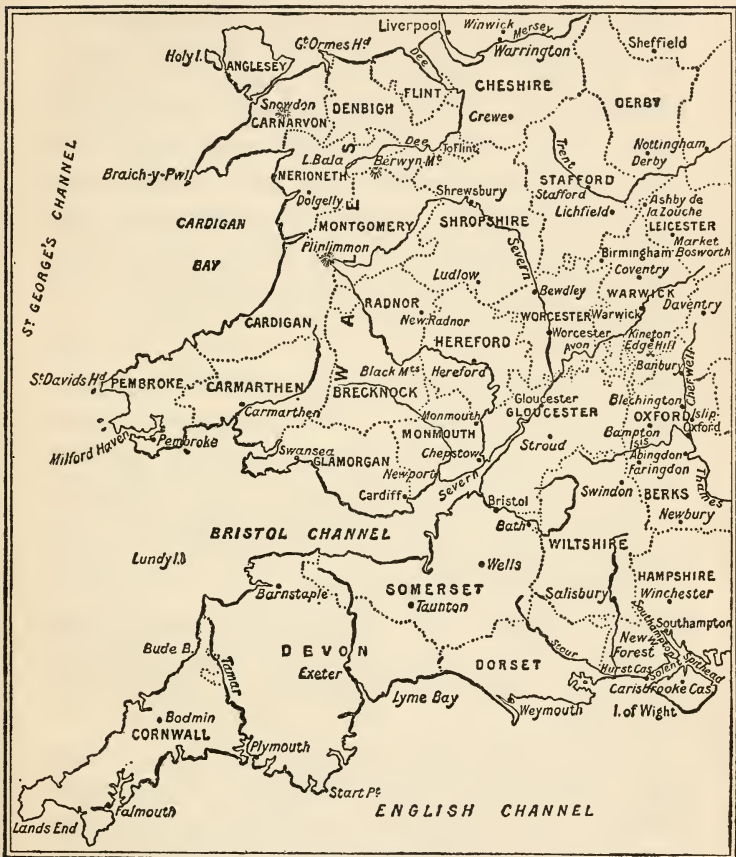 Liverpool
Winwick
Mersey
Warrington
Sheffield
Gt. Ormes Hd
Holy I.
ANGLESEY
Dee
CHESHIRE
FLINT
DERBY
Snowdon
CARNARVON
DENBIGH
Crewe
Dee
To Flint
Trent
Nottingham
Derby
L. Bala
Berwyn Mt
Braich-y-Pwll
NERIONETH
STAFFORD
Stafford
Dolgelly
Shrewsbury
Lichfield
Ashby de
la Zouche
ST GEORGE'S CHANNEL
CARDIGAN
BAY
MONTGOMERY
SHROPSHIRE
LEICESTER
Market
Bosworth
Plinlimmon
Severn
Birmingham
Coventry
Ludlow
Bewdley
WARWICK
Daventry
WALES
RADNOR
New Radnor
WORCESTER
Warwick
CARDIGAN
HEREFORD
Worcester
Avon
Kineton
Edge Hill
Black Mts
Hereford
Banbury
Cherwell
St Davids Hd
PEMBROKE
CARMARTHEN
BRECKNOCK
Gloucester
GLOUCESTER
Blechington
OXFORD
Islip
Carmarthen
Monmouth
MONMOUTH
Bampton
Oxford
Isis
Milford Haven
Pembroke
Stroud
Abingdon
Faringdon
Swansea
GLAMORGAN
Chepstow
Newport
Severn
Swindon
BERKS
Thames
Cardiff
Bristol
Newbury
BRISTOL CHANNEL
Bath
WILTSHIRE
Lundy I.
Wells
HAMPSHIRE
Barnstaple
SOMERSET
Taunton
Salisbury
Winchester
Southampton
Southampton W.
Bude B.
DEVON
Stour
New
Forest
Spithead
Solent
Tamar
Exeter
DORSET
Hurst Cas.
Carisbrooke Cas.
Lyme Bay
Weymouth
I. of Wight
Bodmin
CORNWALL
Plymouth
Start Pt
Falmouth
Lands End
ENGLISH CHANNEL